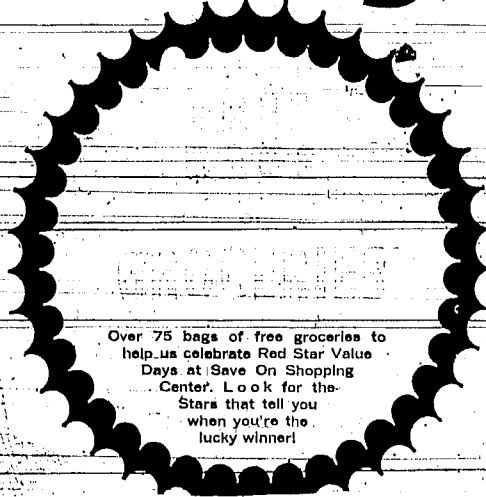 Over 75 bags of free groceries to
help us celebrate Red Star Value
Days at Save On Shopping
Center. Look for the
Stars that tell you
when you're the
lucky winner!